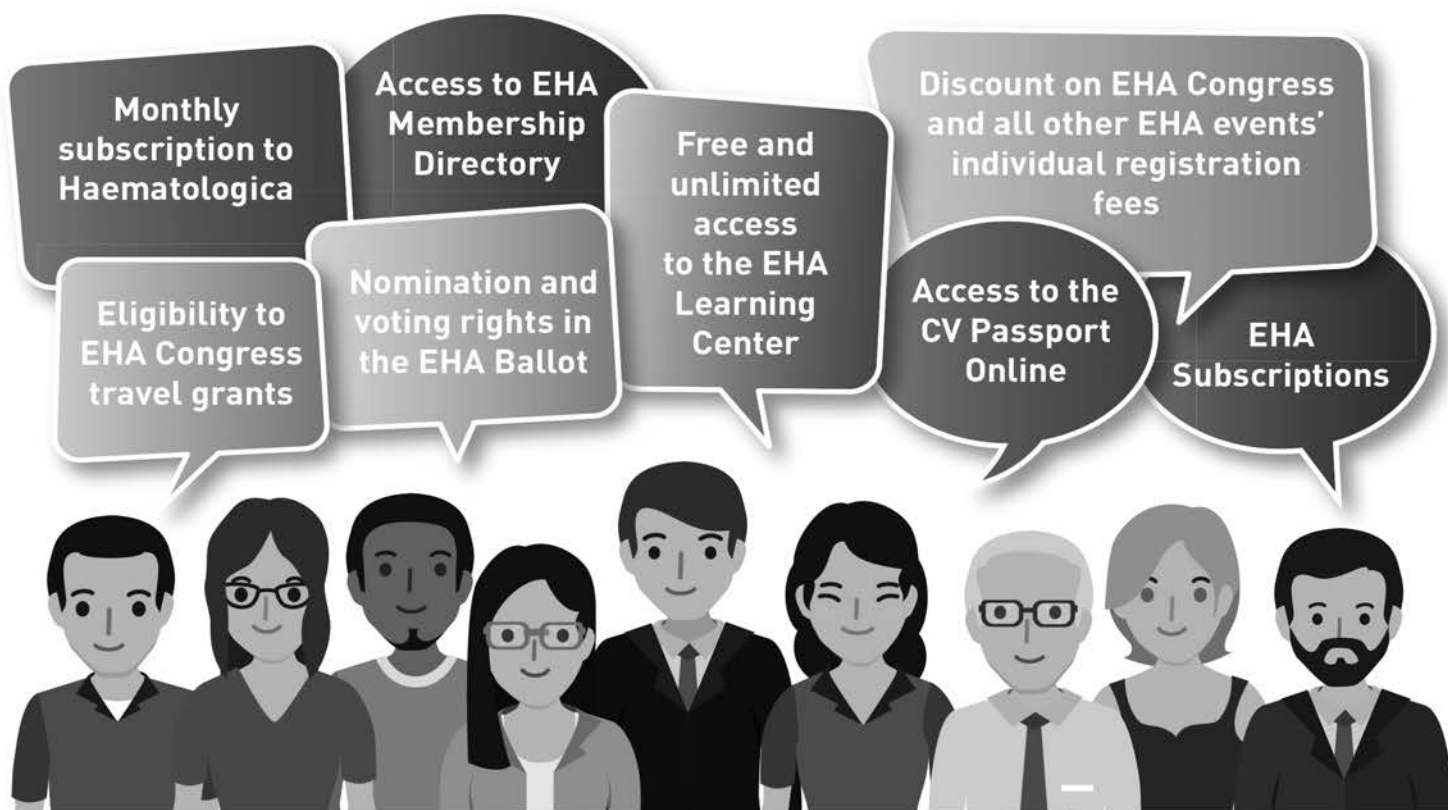 Monthly
subscription to
Haematologica
Access to EHA
Membership
Directory
Free and
unlimited
access
to the EHA
Learning
Center
Discount on EHA Congress
and all other EHA events’
individual registration
fees
Eligibility to
EHA Congress
travel grants
Nomination and
voting rights in
the EHA Ballot
Access to the
CV Passport
Online
EHA
Subscriptions